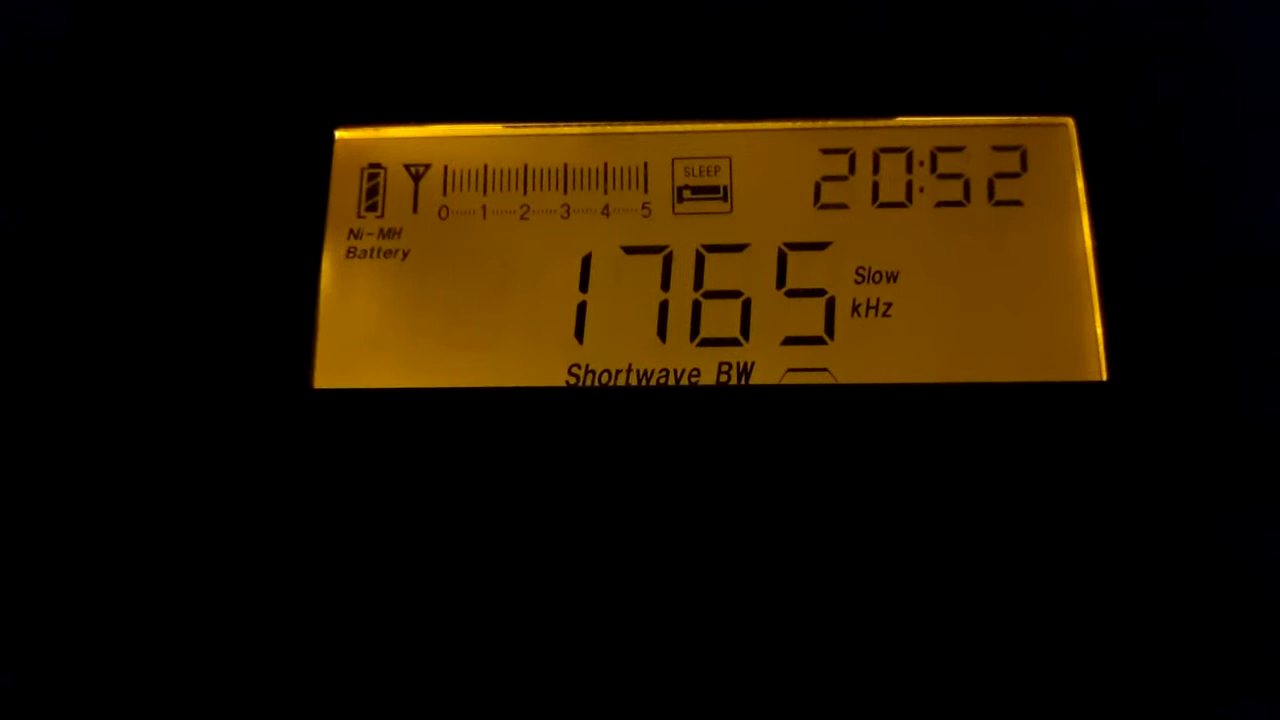 SLEEP 20:52
0 1 2 3 4 5
Ni-MH
Battery
1765 Slow
kHz
Shortwave BW